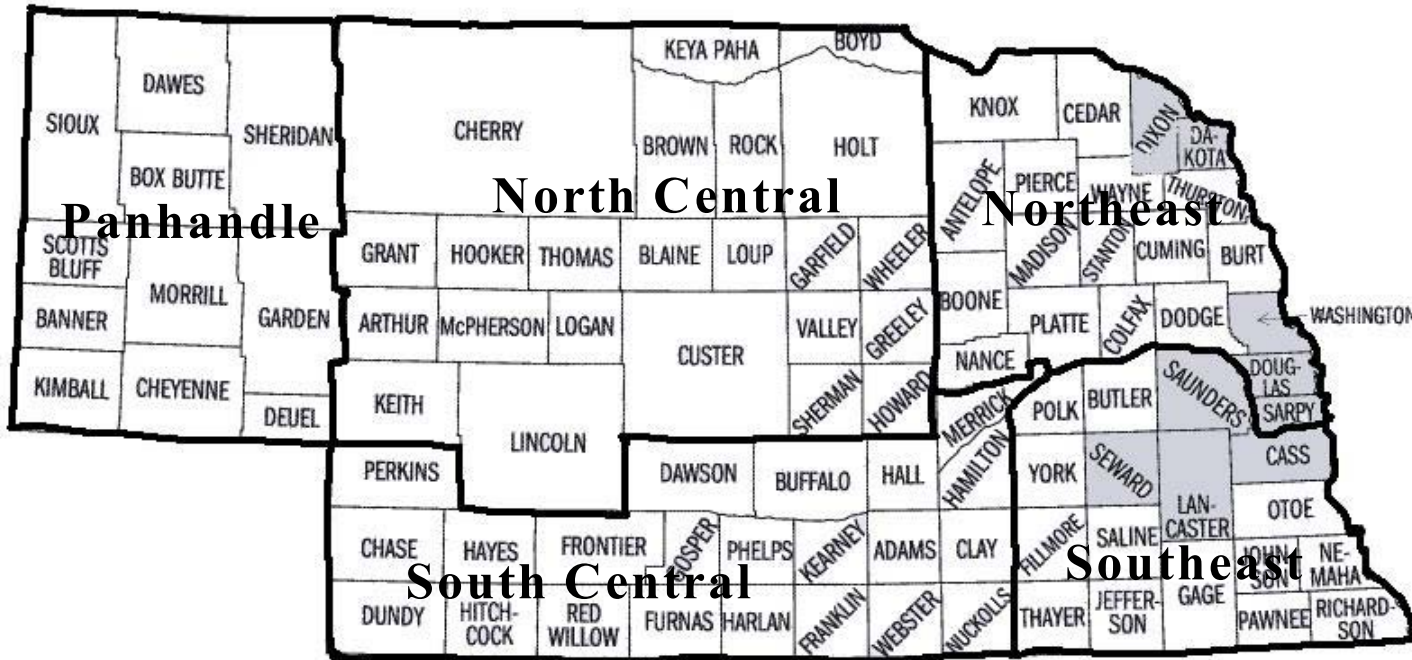 KEYA PAHA
BOYD
SIOUX
DAWES
SHERIDAN
CHERRY
BROWN
ROCK
HOLT
KNOX
CEDAR
DIXON
DA-
KOTA
BOX BUTTE
ANTELOPE
PIERCE
WAYNE
THURSTON
Panhandle
North Central
Northeast
SCOTTS
BLUFF
MORRILL
GARDEN
GRANT
HOOKER
THOMAS
BLAINE
LOUP
GARFIELD
WHEELER
MADISON
STANTON
CUMING
BURT
BANNER
ARTHUR
McPHERSON
LOGAN
CUSTER
VALLEY
GREELEY
BOONE
PLATTE
COLFAX
DODGE
WASHINGTON
KIMBALL
CHEYENNE
DEUEL
KEITH
LINCOLN
SHERMAN
HOWARD
NANCE
MERRICK
POLK
BUTLER
SAUNDERS
DOUG-
LAS
SARPY
PERKINS
DAWSON
BUFFALO
HALL
HAMILTON
YORK
SEWARD
LAN-
CASTER
CASS
OTOE
CHASE
HAYES
FRONTIER
GOSPER
PHELPS
KEARNEY
ADAMS
CLAY
FILLMORE
SALINE
JOHN-
SON
NE-
MAHA
South Central
Southeast
DUNDY
HITCH-
COCK
RED
WILLOW
FURNAS
HARLAN
FRANKLIN
WEBSTER
NUCKOLLS
THAYER
JEFFER-
SON
GAGE
PAWNEE
RICHARD-
SON